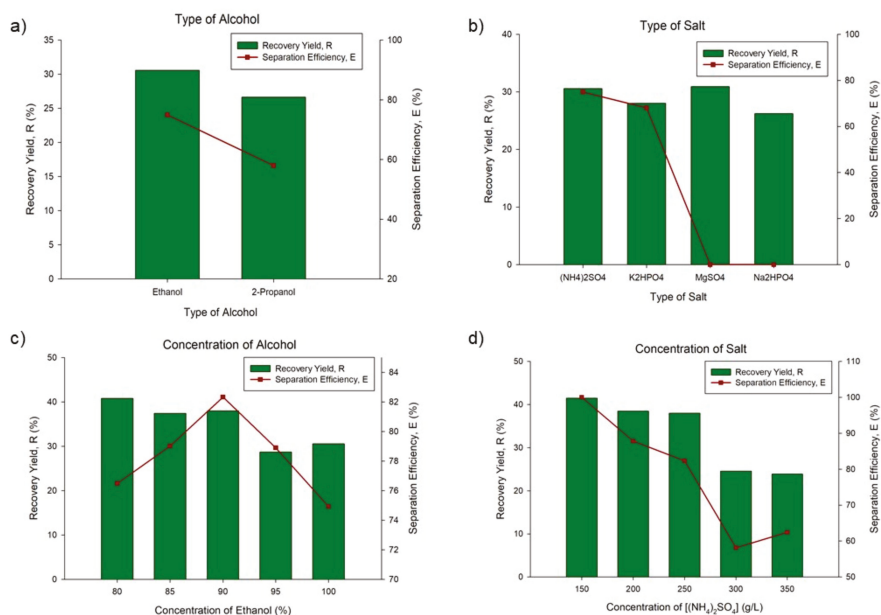 a)
Type of Alcohol
Recovery Yield, R
Separation Efficiency, E
Recovery Yield, R (%)
35
30
25
20
15
10
5
0
100
80
60
40
20
Separation Efficiency, E (%)
Ethanol
2-Propanol
Type of Alcohol
b)
Type of Salt
Recovery Yield, R
Separation Efficiency, E
Recovery Yield, R (%)
40
30
20
10
0
100
80
60
40
20
0
Separation Efficiency, E (%)
(NH4)2SO4
K2HPO4
MgSO4
Na2HPO4
Type of Salt
c)
Concentration of Alcohol
Recovery Yield, R
Separation Efficiency, E
Recovery Yield, R (%)
50
40
30
20
10
0
84
82
80
78
76
74
72
70
Separation Efficiency, E (%)
80
85
90
95
100
Concentration of Ethanol (%)
d)
Concentration of Salt
Recovery Yield, R
Separation Efficiency, E
Recovery Yield, R (%)
50
40
30
20
10
0
110
100
90
80
70
60
50
Separation Efficiency, E (%)
150
200
250
300
350
Concentration of [(NH₄)₂SO₄] (g/L)